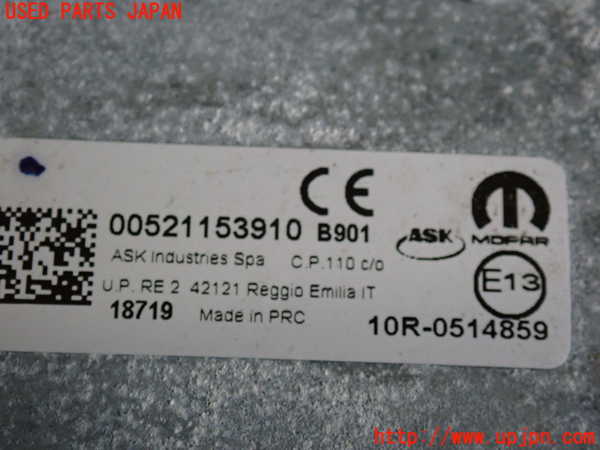 USED PARTS JAPAN
CE
00521153910 B901
ASK
MOPAR
ASK Industries Spa C.P.110 c/o
U.P. RE 2 42121 Reggio Emilia IT
E13
18719 Made in PRC
10R-0514859
http://www.upjpn.com